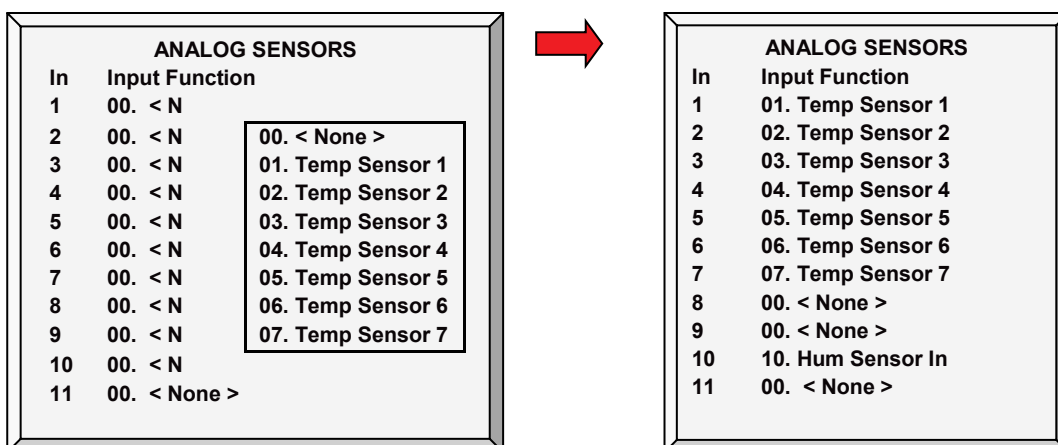 ANALOG SENSORS
In Input Function
1 00. < N
2 00. < N
3 00. < N
4 00. < N
5 00. < N
6 00. < N
7 00. < N
8 00. < N
9 00. < N
10 00. < N
11 00. < None >
00. < None >
01. Temp Sensor 1
02. Temp Sensor 2
03. Temp Sensor 3
04. Temp Sensor 4
05. Temp Sensor 5
06. Temp Sensor 6
07. Temp Sensor 7
ANALOG SENSORS
In Input Function
1 01. Temp Sensor 1
2 02. Temp Sensor 2
3 03. Temp Sensor 3
4 04. Temp Sensor 4
5 05. Temp Sensor 5
6 06. Temp Sensor 6
7 07. Temp Sensor 7
8 00. < None >
9 00. < None >
10 10. Hum Sensor In
11 00. < None >